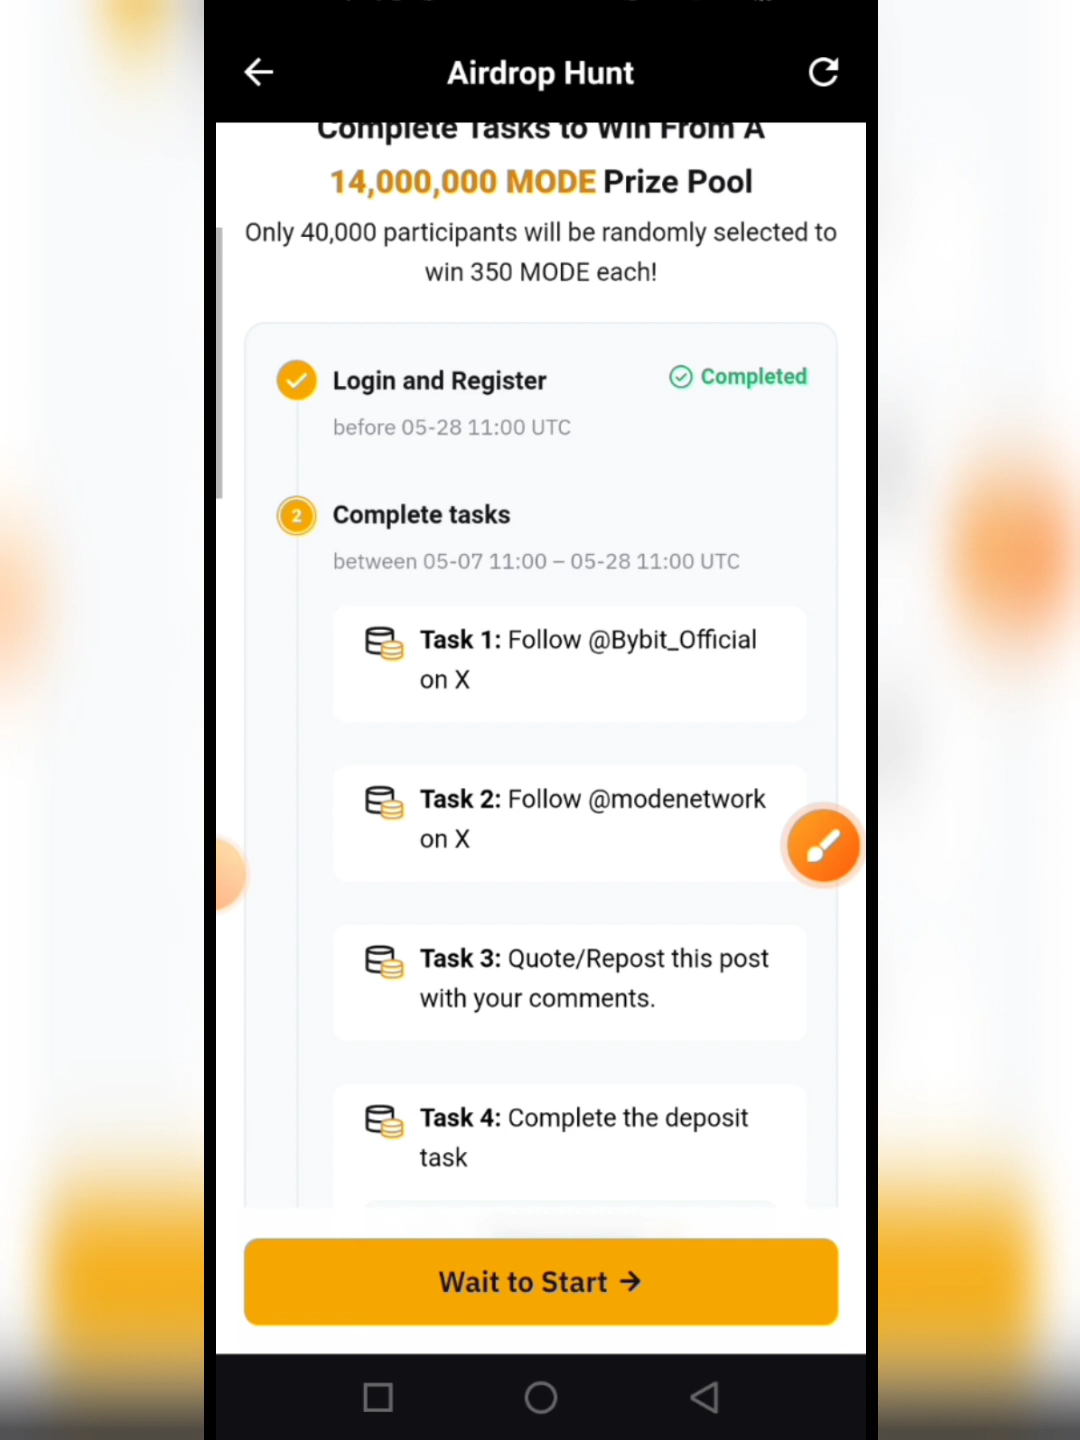 Airdrop Hunt
Complete Tasks to Win From A
14,000,000 MODE Prize Pool
Only 40,000 participants will be randomly selected to
win 350 MODE each!
Login and Register
Completed
before 05-28 11:00 UTC
2
Complete tasks
between 05-07 11:00 – 05-28 11:00 UTC
Task 1: Follow @Bybit_Official
on X
Task 2: Follow @modenetwork
on X
Task 3: Quote/Repost this post
with your comments.
Task 4: Complete the deposit
task
Wait to Start →